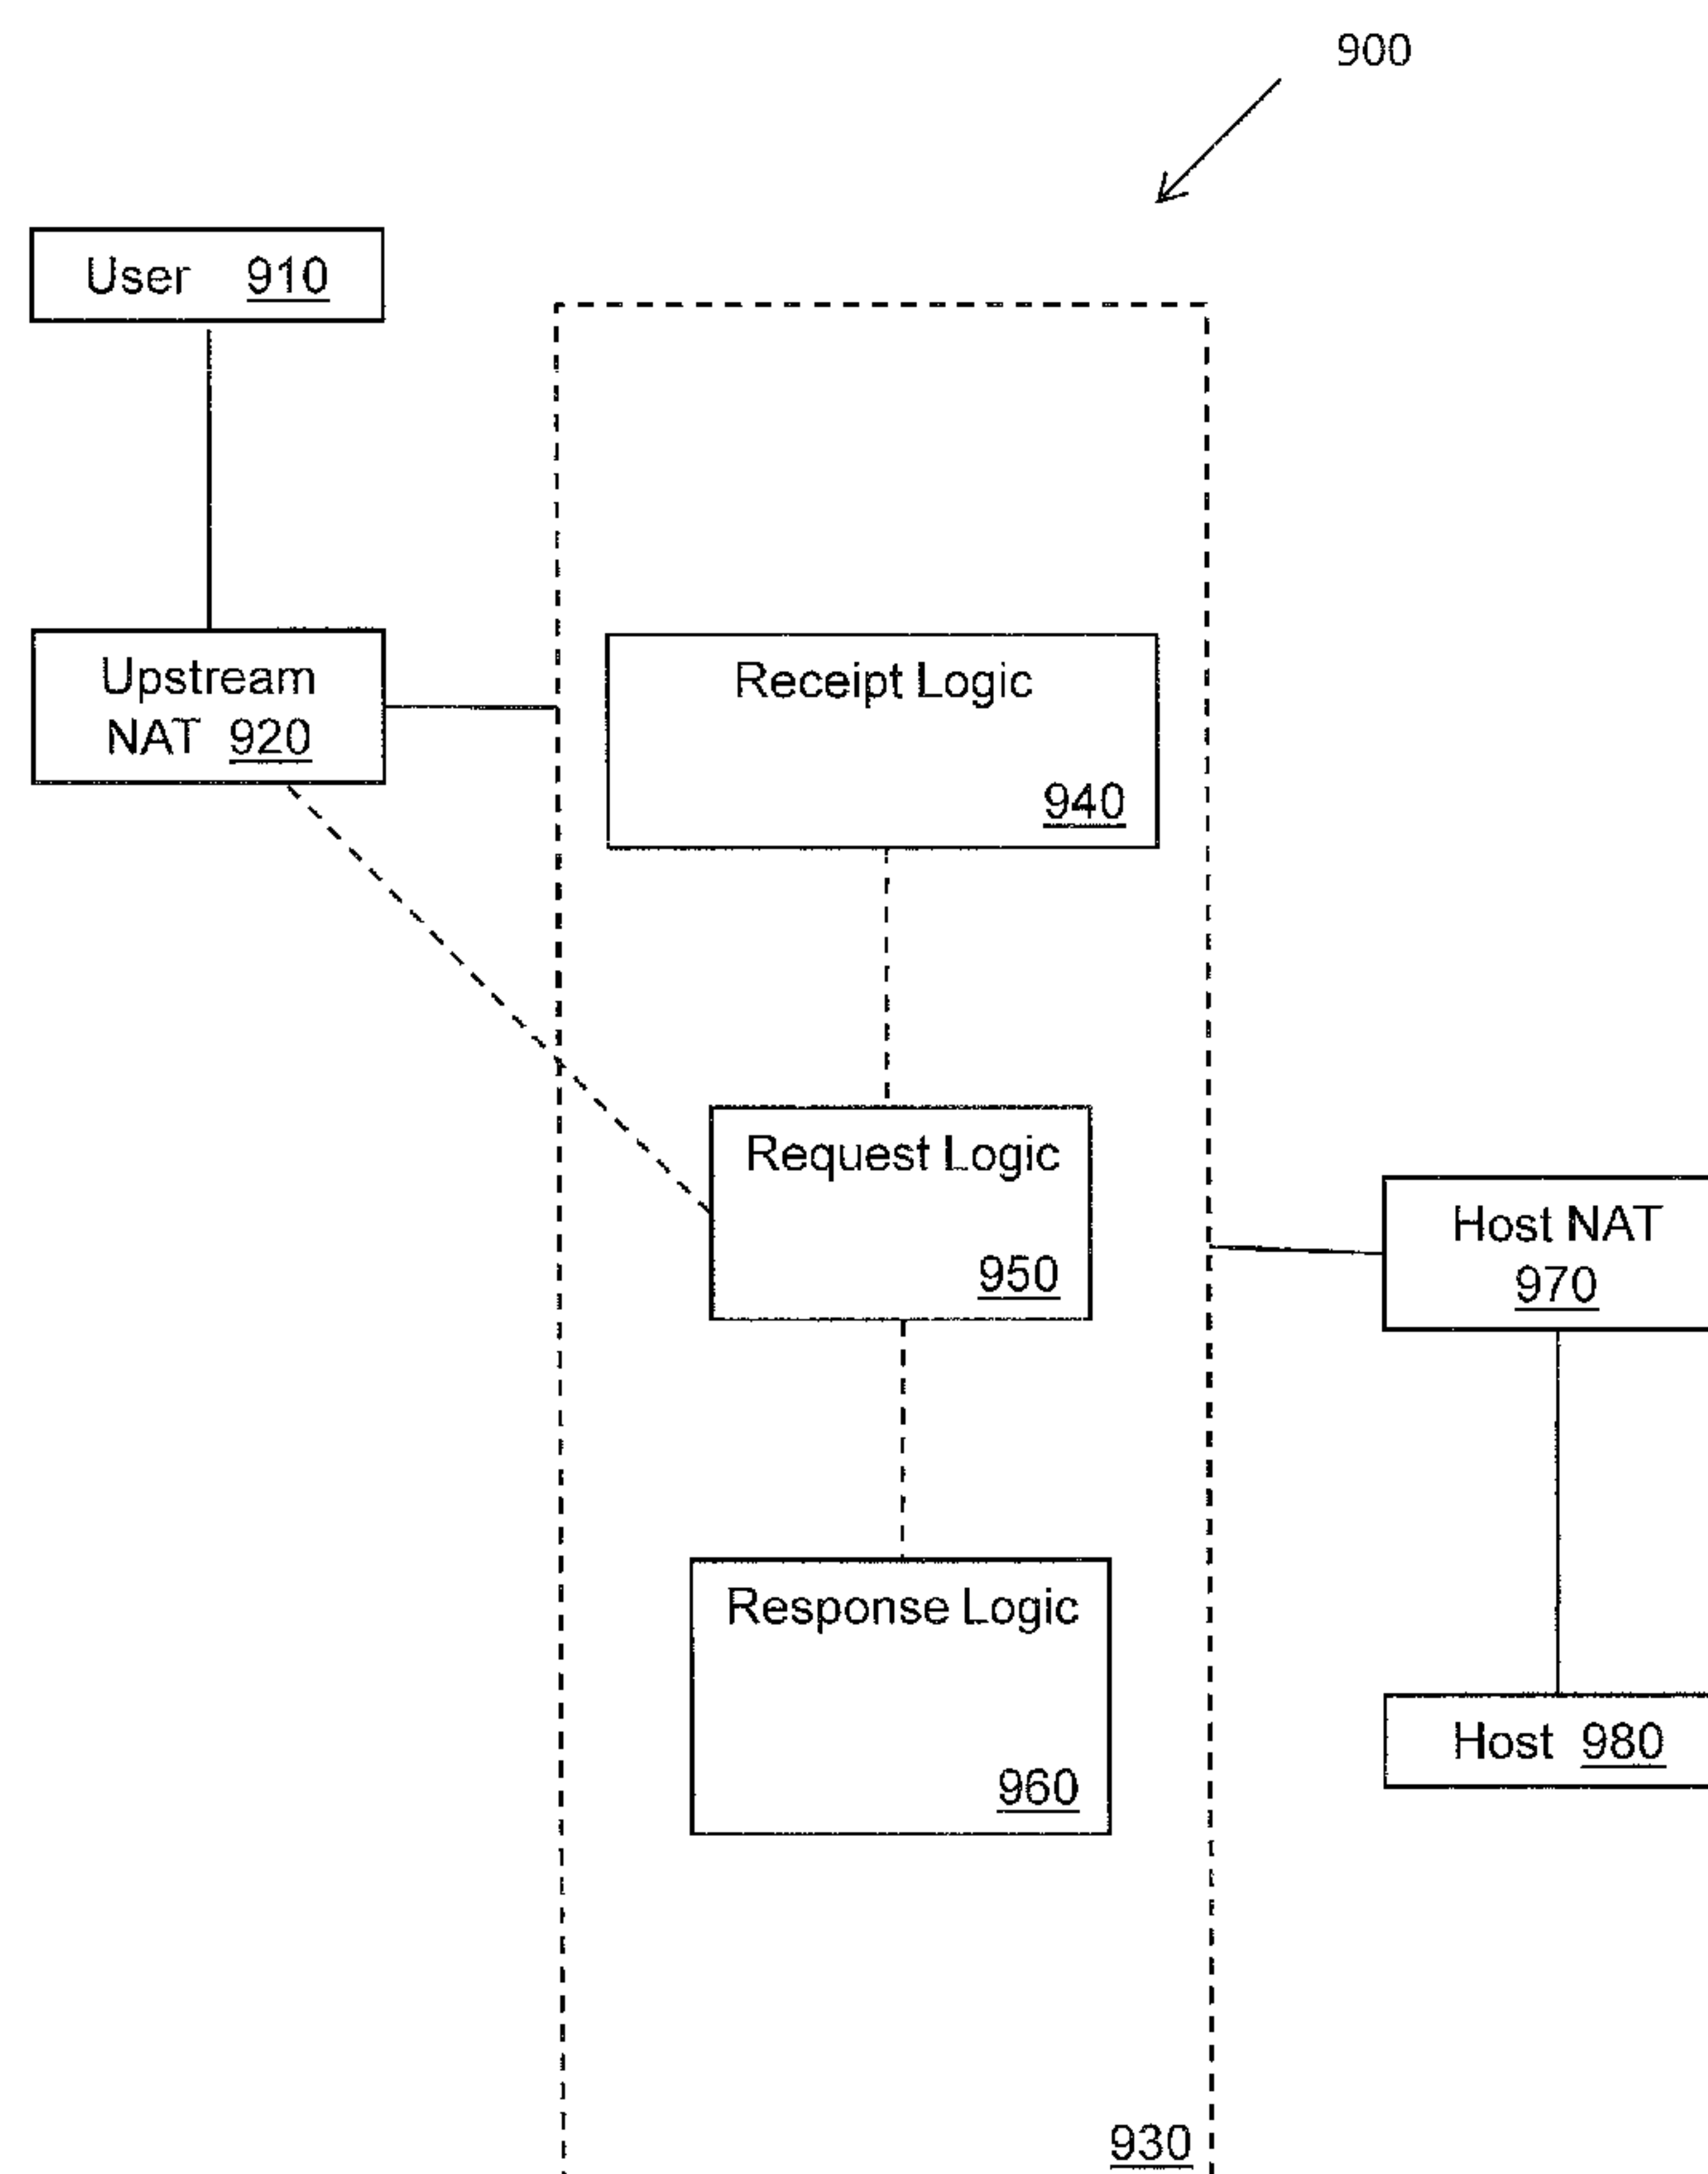 900
User 910
Upstream
NAT 920
Receipt Logic
940
Request Logic
950
Host NAT
970
Response Logic
960
Host 980
930